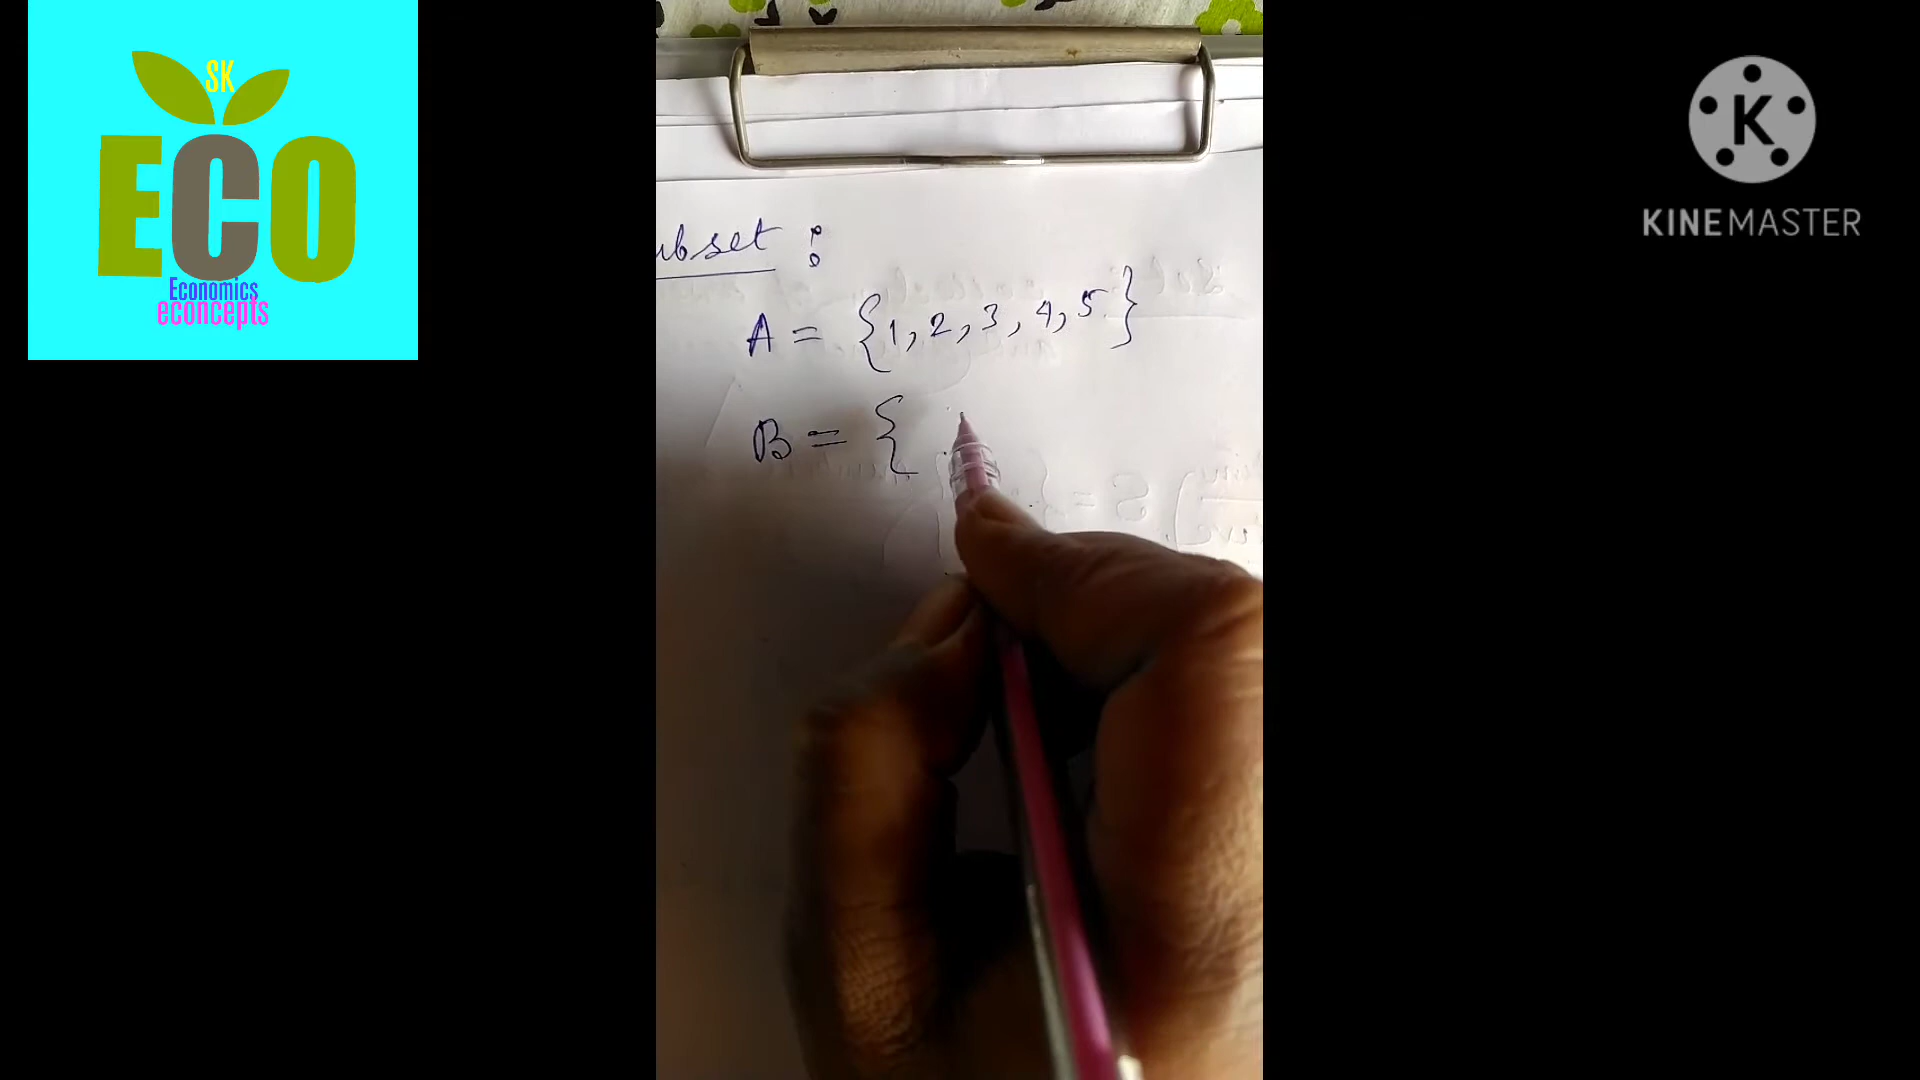 SK
ECO
Economics
econcepts
K
KINEMASTER
ubset :
A = {1, 2, 3, 4, 5}
B = {